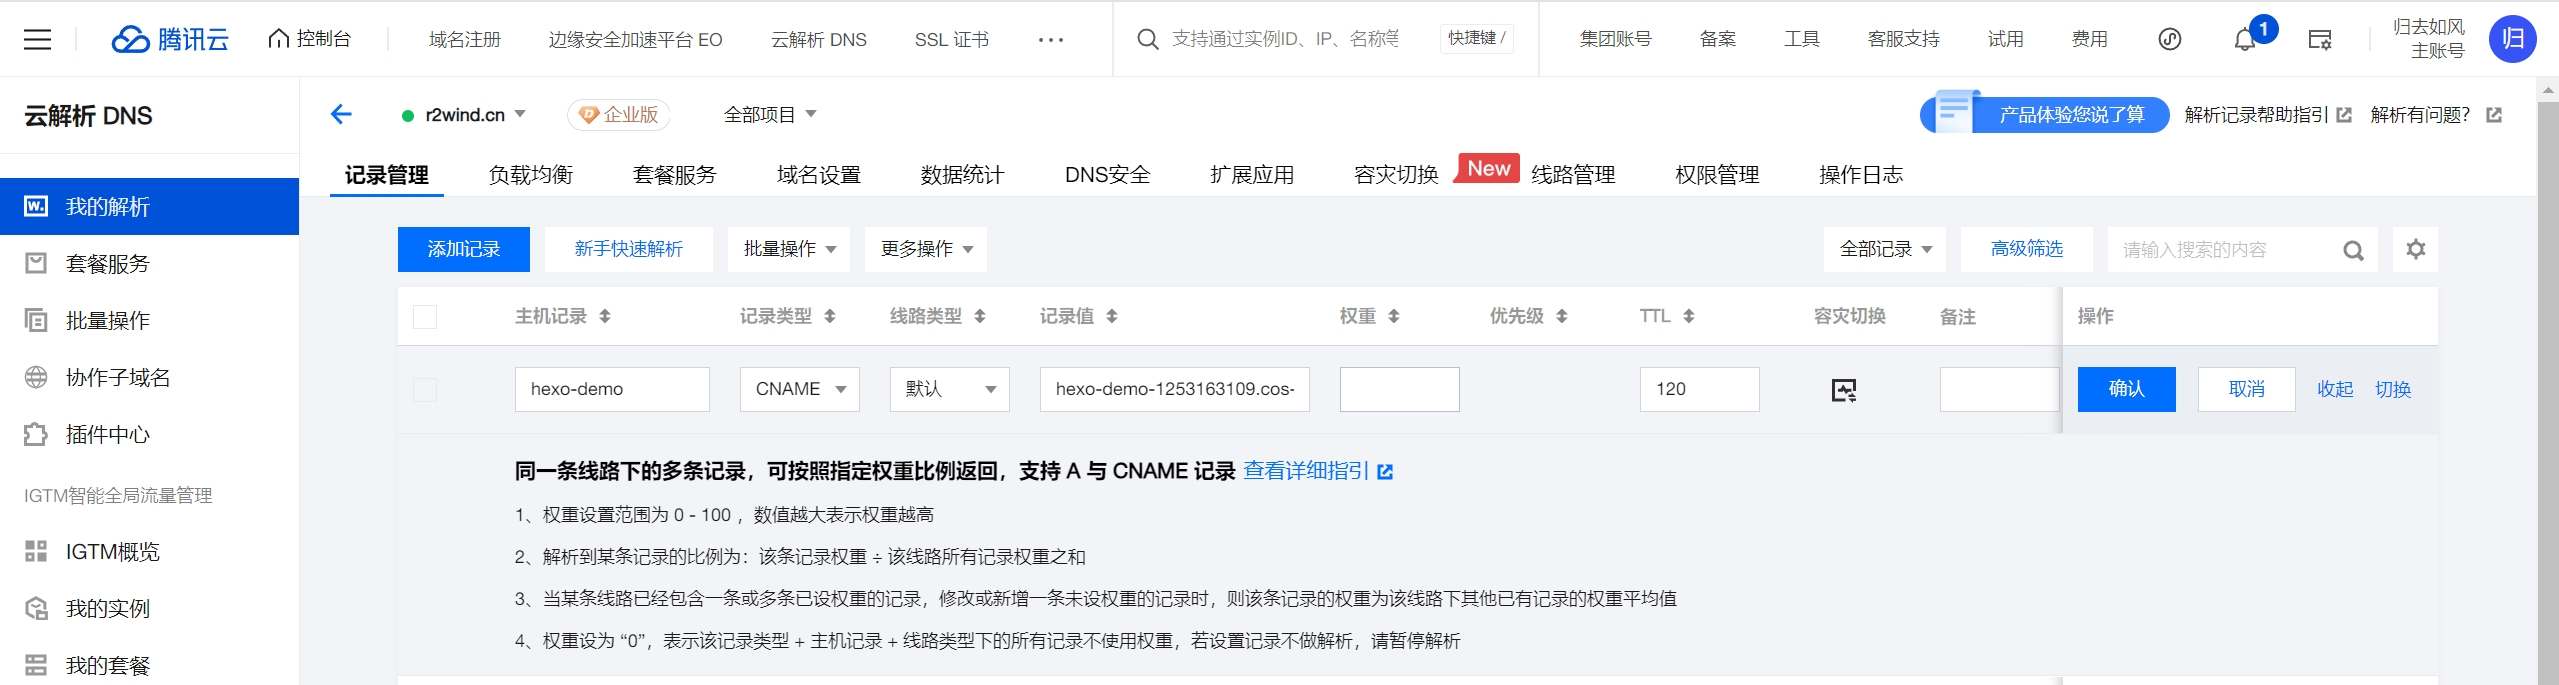 腾讯云 控制台 域名注册 边缘安全加速平台 EO 云解析 DNS SSL 证书 ··· 支持通过实例ID、IP、名称等 快捷键 / 集团账号 备案 工具 客服支持 试用 费用 1 归去如风 归
主账号
云解析 DNS r2wind.cn 企业版 全部项目 产品体验您说了算 解析记录帮助指引 解析有问题?
记录管理 负载均衡 套餐服务 域名设置 数据统计 DNS安全 扩展应用 容灾切换 New 线路管理 权限管理 操作日志
我的解析
添加记录 新手快速解析 批量操作 更多操作 全部记录 高级筛选 请输入搜索的内容
套餐服务
主机记录 记录类型 线路类型 记录值 权重 优先级 TTL 容灾切换 备注 操作
批量操作
hexo-demo CNAME 默认 hexo-demo-1253163109.cos- 120 确认 取消 收起 切换
协作子域名
插件中心
同一条线路下的多条记录，可按照指定权重比例返回，支持 A 与 CNAME 记录 查看详细指引
IGTM智能全局流量管理
1、权重设置范围为 0 - 100 ，数值越大表示权重越高
IGTM概览
2、解析到某条记录的比例为：该条记录权重 ÷ 该线路所有记录权重之和
我的实例
3、当某条线路已经包含一条或多条已设权重的记录，修改或新增一条未设权重的记录时，则该条记录的权重为该线路下其他已有记录的权重平均值
4、权重设为 “0”，表示该记录类型 + 主机记录 + 线路类型下的所有记录不使用权重，若设置记录不做解析，请暂停解析
我的套餐